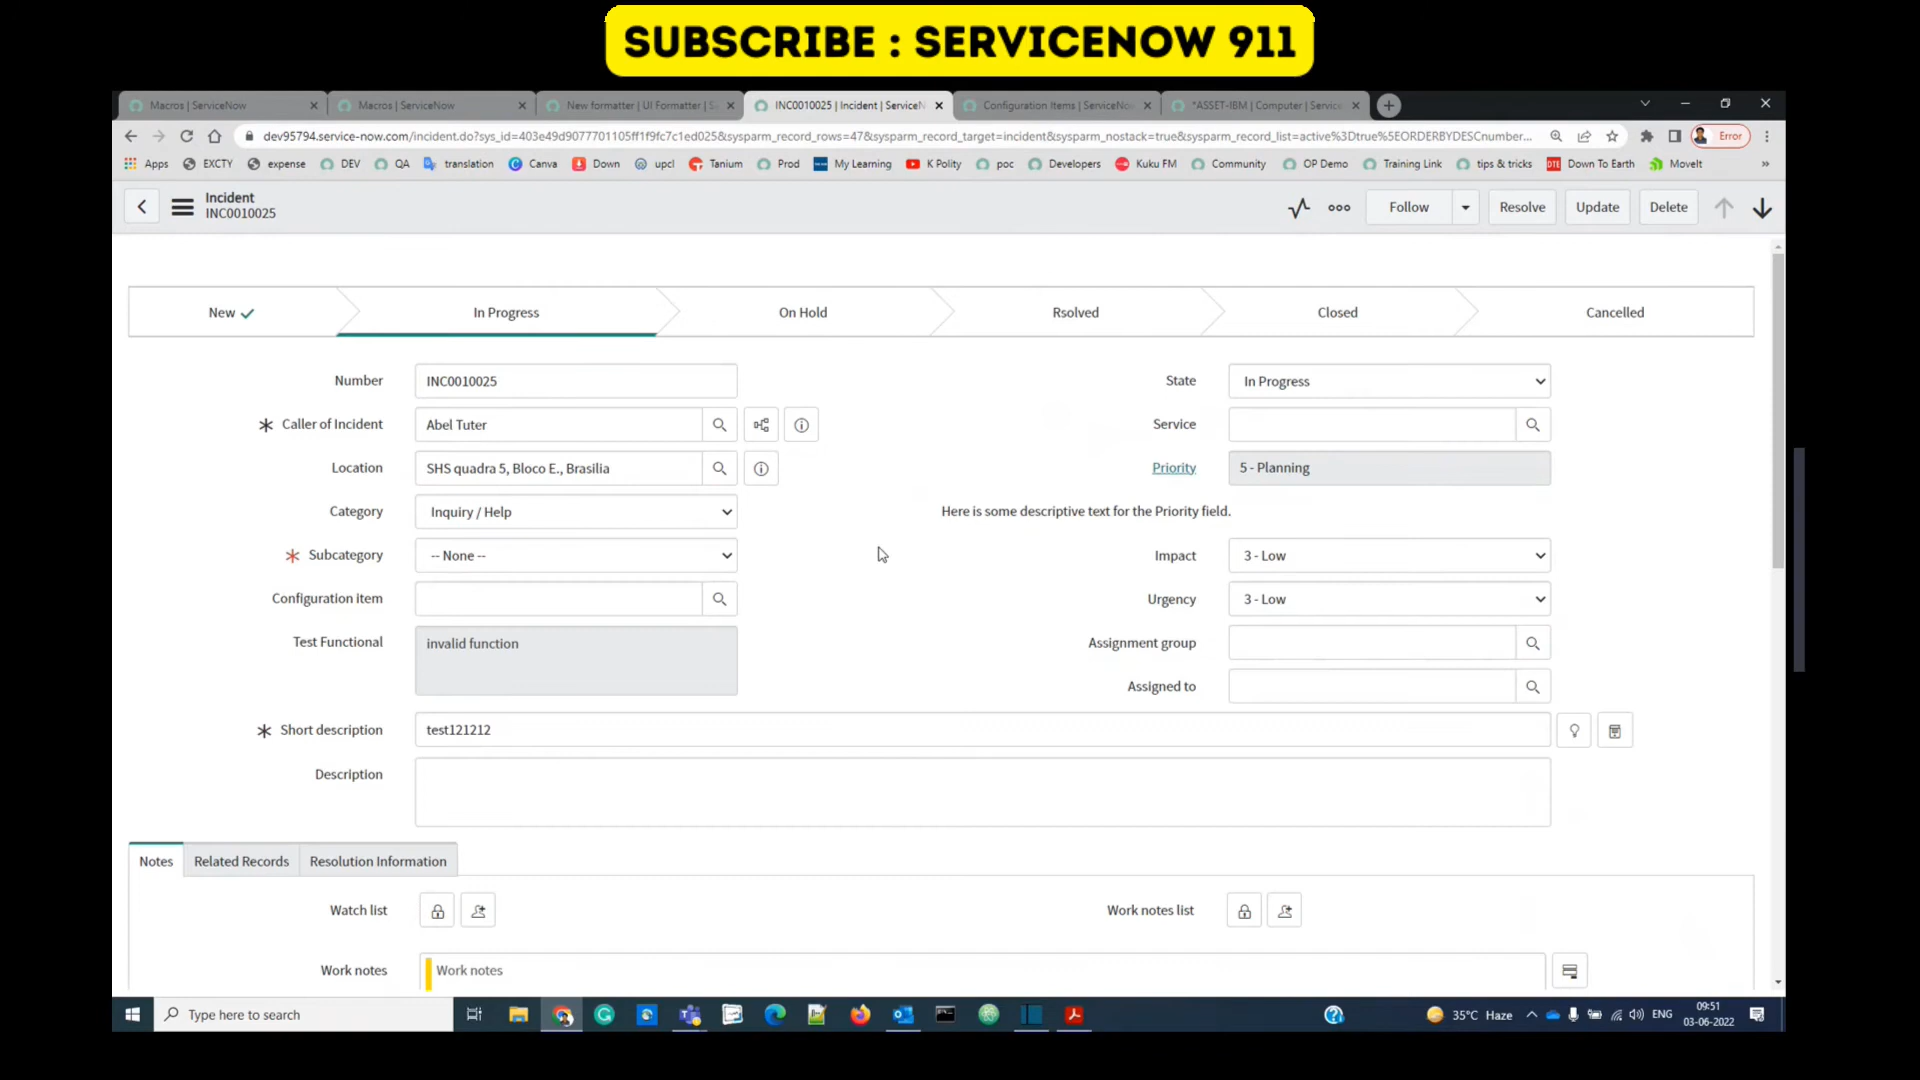 SUBSCRIBE : SERVICENOW 911
Macros | ServiceNow
Macros | ServiceNow
New formatter | UI Formatter | S
INC0010025 | Incident | ServiceN
Configuration Items | ServiceNo
*ASSET-IBM | Computer | Service
dev95794.service-now.com/incident.do?sys_id=403e49d9077701105ff1f9fc7c1ed025&sysparm_record_rows=47&sysparm_record_target=incident&sysparm_nostack=true&sysparm_record_list=active%3Dtrue%5EORDERBYDESCnumber...
Error
Apps
EXCTY
expense
DEV
QA
translation
Canva
Down
upcl
Tanium
Prod
My Learning
K Polity
poc
Developers
Kuku FM
Community
OP Demo
Training Link
tips & tricks
DTE
Down To Earth
MoveIt
»
Incident
INC0010025
Follow
Resolve
Update
Delete
New
In Progress
On Hold
Rsolved
Closed
Cancelled
Number
INC0010025
State
In Progress
Caller of Incident
Abel Tuter
Service
Location
SHS quadra 5, Bloco E., Brasilia
Priority
5 - Planning
Category
Inquiry / Help
Here is some descriptive text for the Priority field.
Subcategory
-- None --
Impact
3 - Low
Configuration item
Urgency
3 - Low
Test Functional
invalid function
Assignment group
Assigned to
Short description
test121212
Description
Notes
Related Records
Resolution Information
Watch list
Work notes list
Work notes
Work notes
Type here to search
35°C Haze
ENG
09:51
03-06-2022